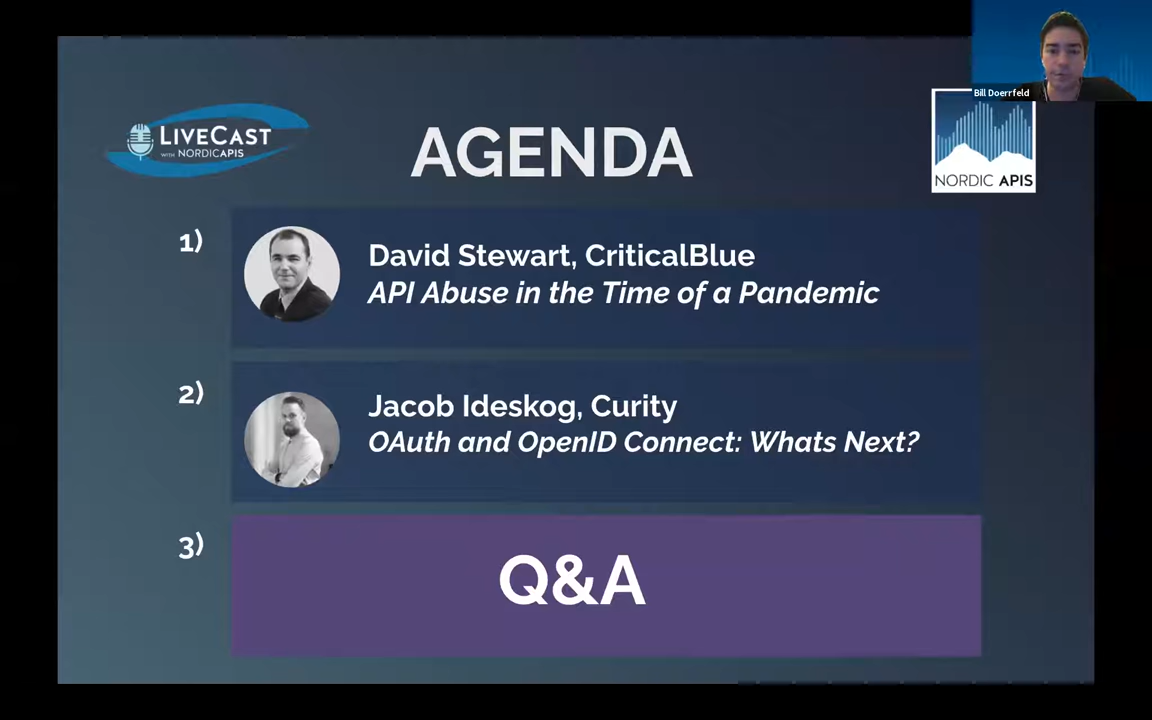 Bill Doerrfeld
LIVECAST
WITH NORDICAPIS
AGENDA
NORDIC APIS
1)
David Stewart, CriticalBlue
API Abuse in the Time of a Pandemic
2)
Jacob Ideskog, Curity
OAuth and OpenID Connect: Whats Next?
3)
Q&A